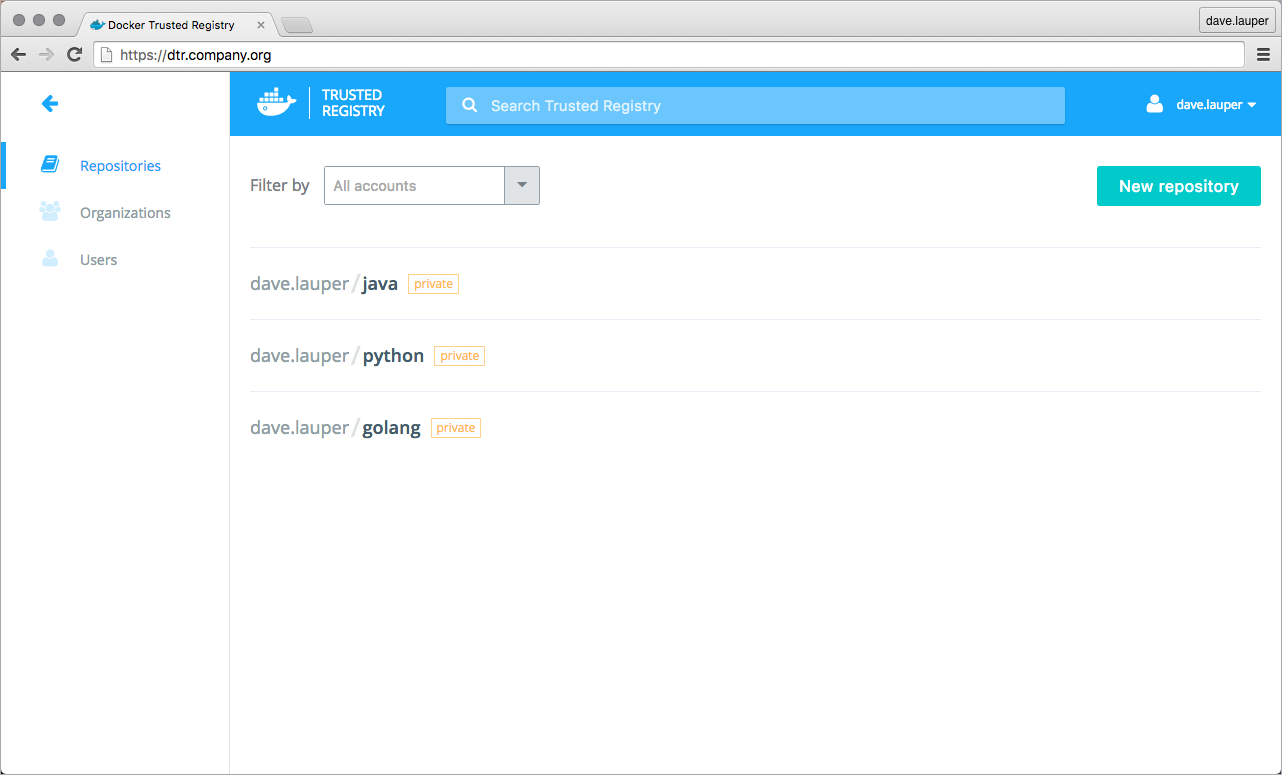 Docker Trusted Registry
dave.lauper
https://dtr.company.org
TRUSTED
REGISTRY
Search Trusted Registry
dave.lauper
Repositories
Organizations
Users
Filter by All accounts
New repository
dave.lauper/java private
dave.lauper/python private
dave.lauper/golang private